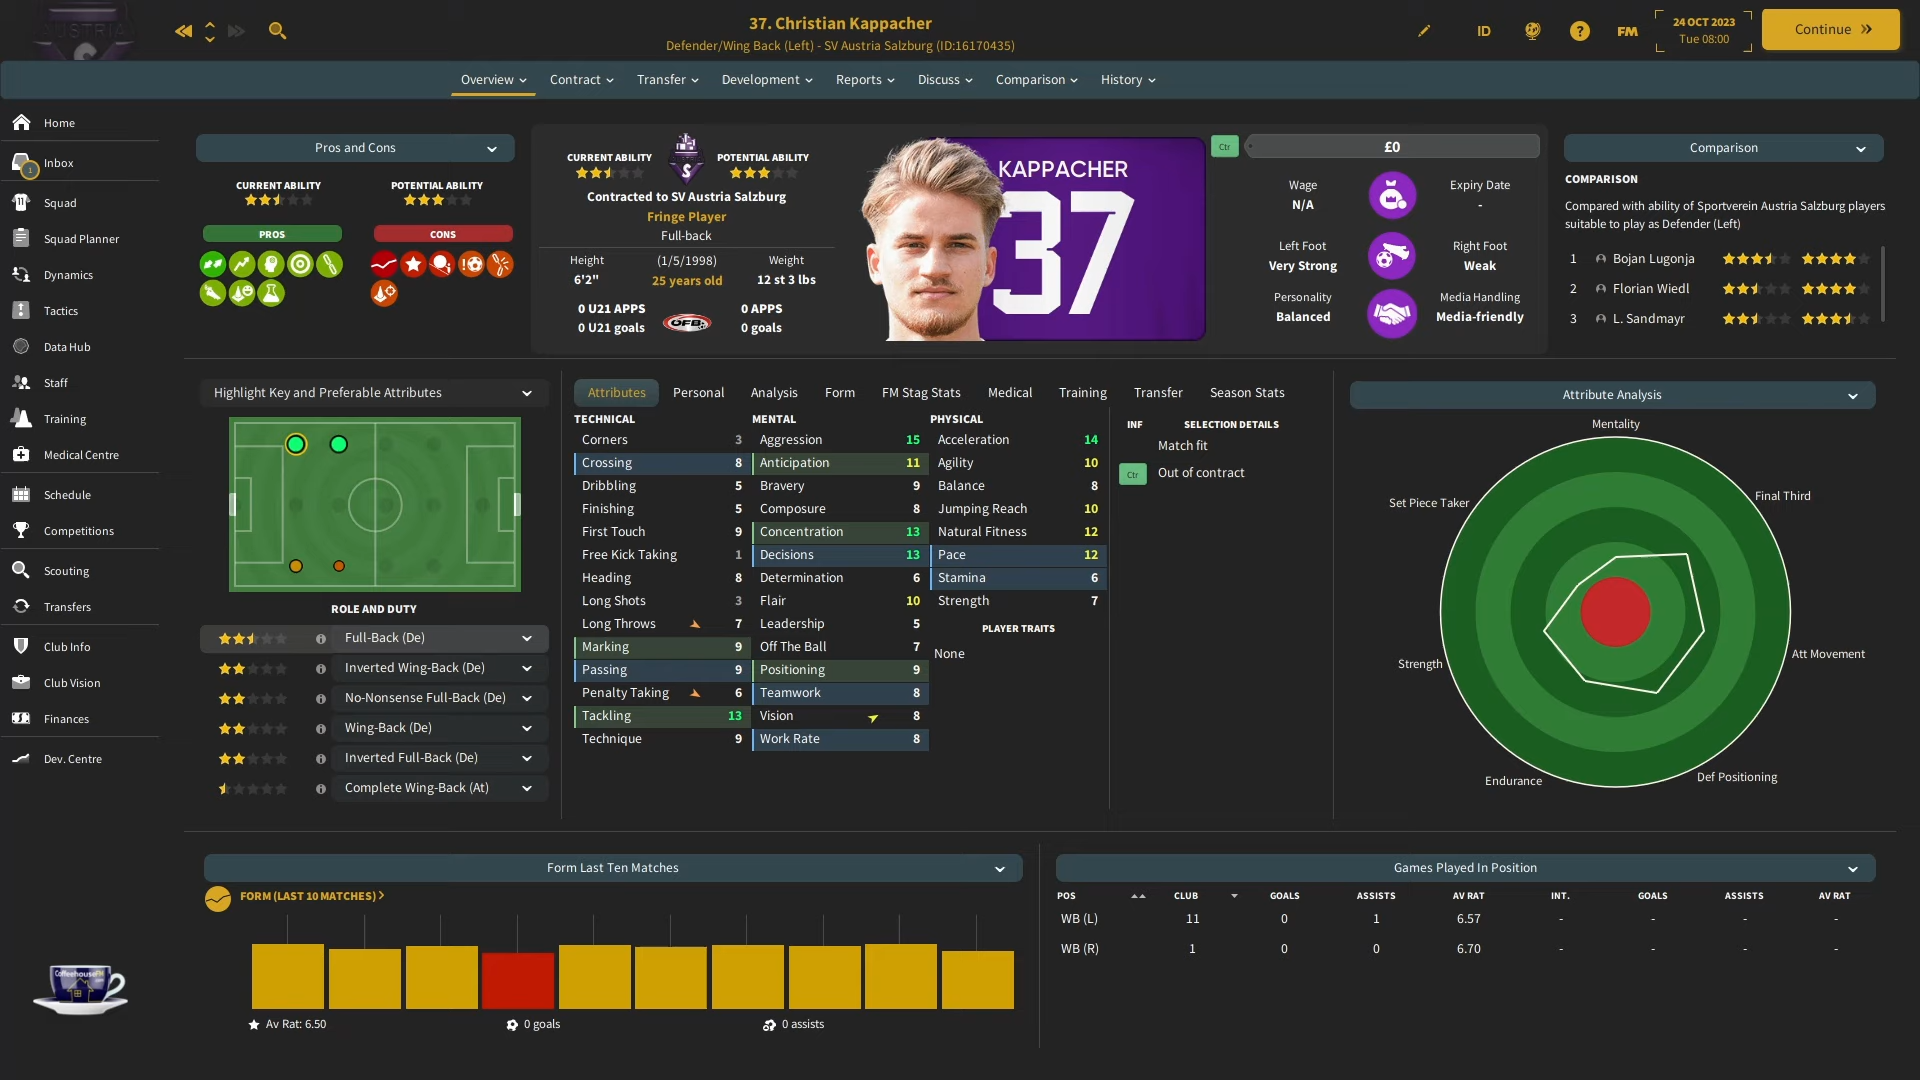 37. Christian Kappacher
Defender/Wing Back (Left) - SV Austria Salzburg (ID:16170435)
ID
FM
24 OCT 2023
Tue 08:00
Continue
Overview
Contract
Transfer
Development
Reports
Discuss
Comparison
History
Home
Inbox
1
Squad
Squad Planner
Dynamics
Tactics
Data Hub
Staff
Training
Medical Centre
Schedule
Competitions
Scouting
Transfers
Club Info
Club Vision
Finances
Dev. Centre
CoffeehouseFM
Pros and Cons
CURRENT ABILITY
POTENTIAL ABILITY
PROS
CONS
CURRENT ABILITY
POTENTIAL ABILITY
Contracted to SV Austria Salzburg
Fringe Player
Full-back
Height
(1/5/1998)
Weight
6'2"
25 years old
12 st 3 lbs
0 U21 APPS
0 APPS
0 U21 goals
ÖFB
0 goals
KAPPACHER
37
Ctr
£0
Wage
N/A
Expiry Date
-
Left Foot
Very Strong
Right Foot
Weak
Personality
Balanced
Media Handling
Media-friendly
Comparison
COMPARISON
Compared with ability of Sportverein Austria Salzburg players
suitable to play as Defender (Left)
1 Bojan Lugonja
2 Florian Wiedl
3 L. Sandmayr
Highlight Key and Preferable Attributes
ROLE AND DUTY
Full-Back (De)
Inverted Wing-Back (De)
No-Nonsense Full-Back (De)
Wing-Back (De)
Inverted Full-Back (De)
Complete Wing-Back (At)
Attributes
Personal
Analysis
Form
FM Stag Stats
Medical
Training
Transfer
Season Stats
TECHNICAL
Corners 3
Crossing 8
Dribbling 5
Finishing 5
First Touch 9
Free Kick Taking 1
Heading 8
Long Shots 3
Long Throws 7
Marking 9
Passing 9
Penalty Taking 6
Tackling 13
Technique 9
MENTAL
Aggression 15
Anticipation 11
Bravery 9
Composure 8
Concentration 13
Decisions 13
Determination 6
Flair 10
Leadership 5
Off The Ball 7
Positioning 9
Teamwork 8
Vision 8
Work Rate 8
PHYSICAL
Acceleration 14
Agility 10
Balance 8
Jumping Reach 10
Natural Fitness 12
Pace 12
Stamina 6
Strength 7
PLAYER TRAITS
None
INF SELECTION DETAILS
Match fit
Ctr Out of contract
Attribute Analysis
Mentality
Final Third
Att Movement
Def Positioning
Endurance
Strength
Set Piece Taker
Form Last Ten Matches
FORM (LAST 10 MATCHES)
Av Rat: 6.50
0 goals
0 assists
Games Played In Position
POS CLUB GOALS ASSISTS AV RAT INT. GOALS ASSISTS AV RAT
WB (L) 11 0 1 6.57 - - - -
WB (R) 1 0 0 6.70 - - - -